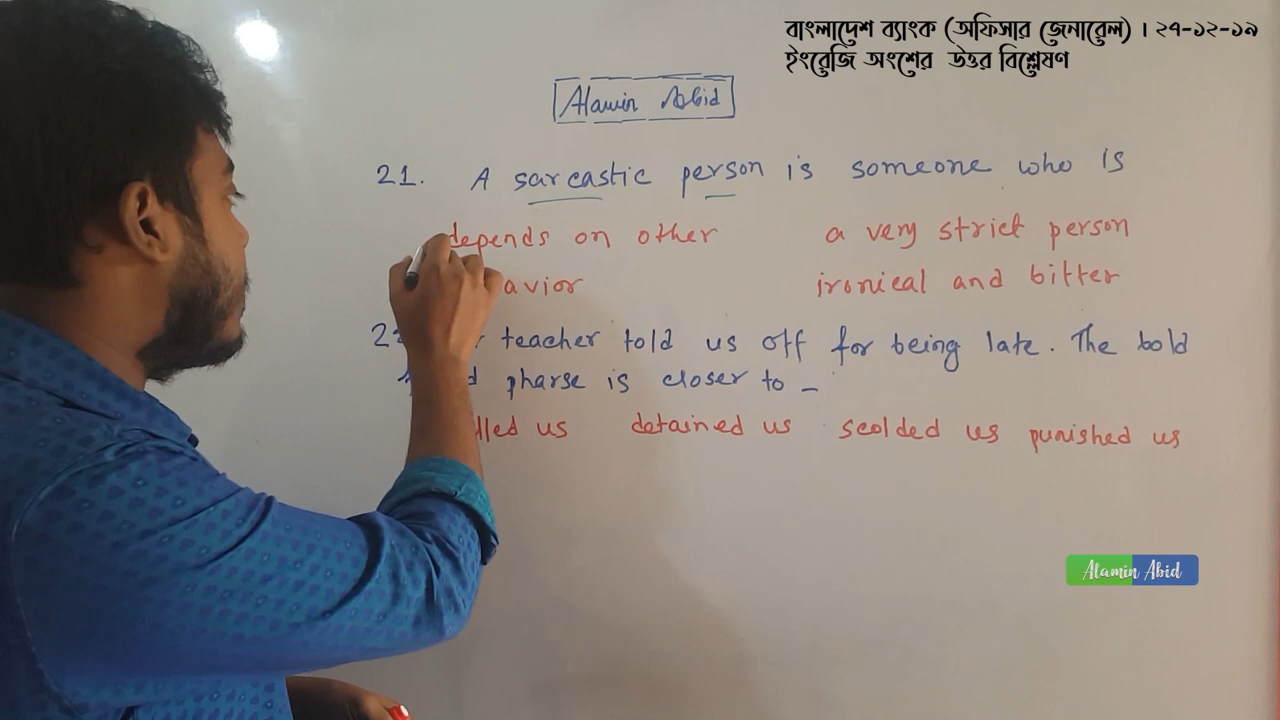 বাংলাদেশ ব্যাংক (অফিসার জেনারেল) । ২৭-১২-১৯
ইংরেজি অংশের উত্তর বিশ্লেষণ
Alamin Abid
21. A sarcastic person is someone who is
depends on other a very strict person
avior ironical and bitter
teacher told us off for being late. The bold
pharse is closer to -
lled us detained us scolded us punished us
Alamin Abid